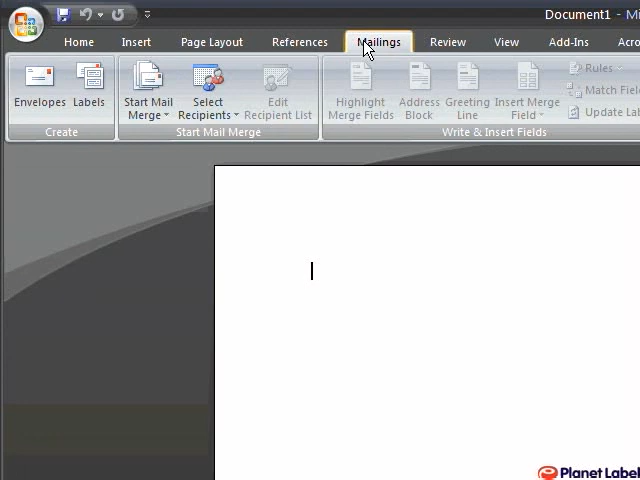 Document1 - Mi
Home Insert Page Layout References Mailings Review View Add-Ins Acro
Envelopes Labels Start Mail Merge Select Recipients Edit Recipient List Highlight Merge Fields Address Block Greeting Line Insert Merge Field Rules
Match Fiel
Update Lab
Create Start Mail Merge Write & Insert Fields
Planet Label